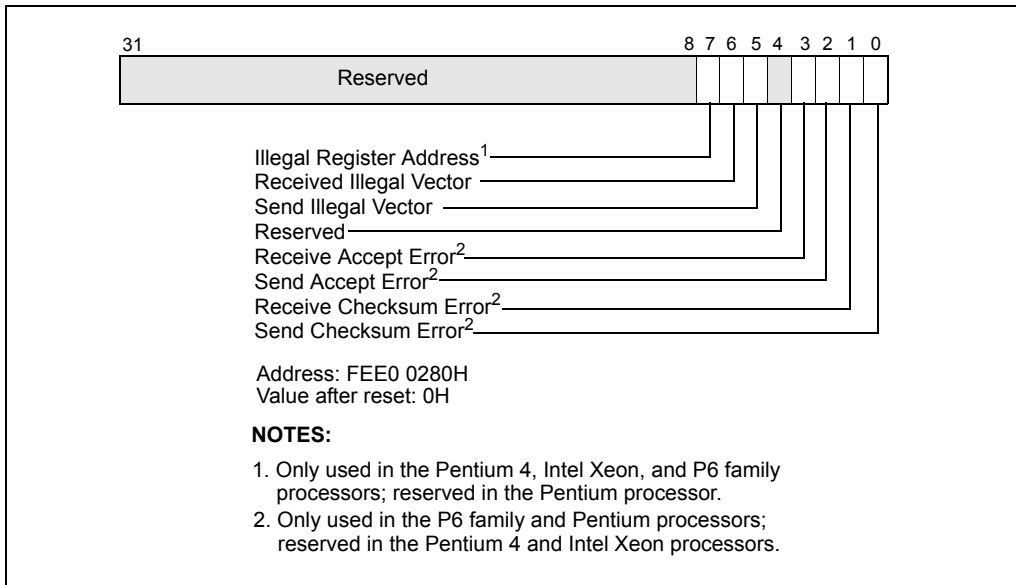 31 8 7 6 5 4 3 2 1 0
Reserved
Illegal Register Address1
Received Illegal Vector
Send Illegal Vector
Reserved
Receive Accept Error2
Send Accept Error2
Receive Checksum Error2
Send Checksum Error2
Address: FEE0 0280H
Value after reset: 0H
NOTES:
1. Only used in the Pentium 4, Intel Xeon, and P6 family
processors; reserved in the Pentium processor.
2. Only used in the P6 family and Pentium processors;
reserved in the Pentium 4 and Intel Xeon processors.